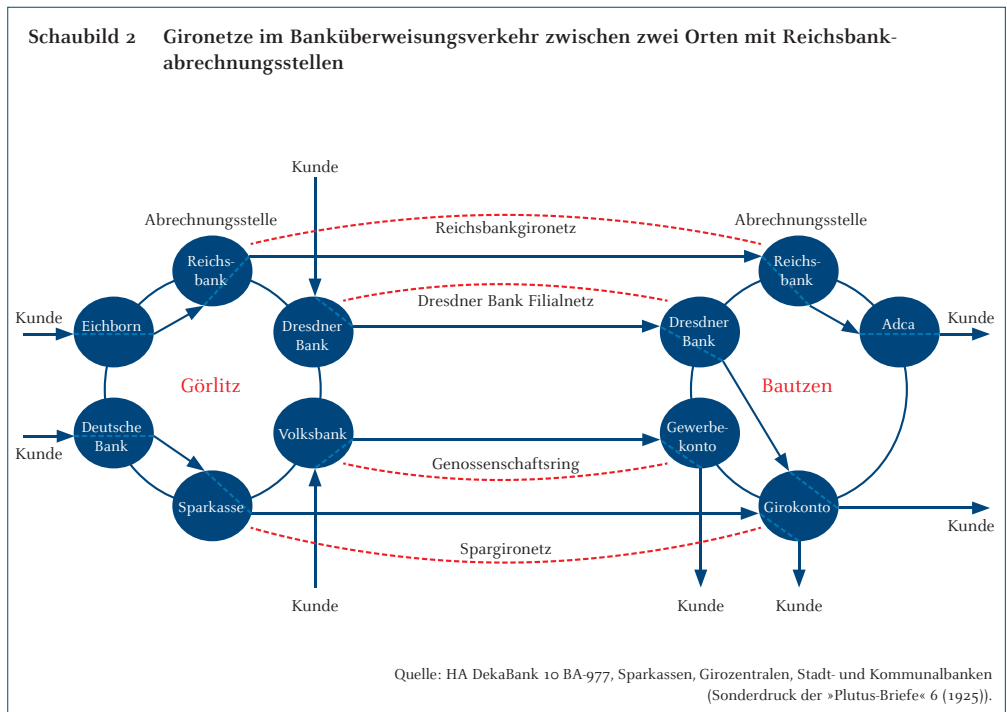 Schaubild 2 Gironetze im Banküberweisungsverkehr zwischen zwei Orten mit Reichsbank-
abrechnungsstellen
Kunde
Abrechnungsstelle
Abrechnungsstelle
Reichsbankgironetz
Reichs-
bank
Reichs-
bank
Dresdner Bank Filialnetz
Kunde
Eichborn
Dresdner
Bank
Dresdner
Bank
Adca
Kunde
Görlitz
Bautzen
Deutsche
Bank
Kunde
Volksbank
Gewerbe-
konto
Genossenschaftsring
Sparkasse
Girokonto
Kunde
Spargironetz
Kunde
Kunde
Kunde
Quelle: HA DekaBank 10 BA-977, Sparkassen, Girozentralen, Stadt- und Kommunalbanken
(Sonderdruck der »Plutus-Briefe« 6 (1925)).